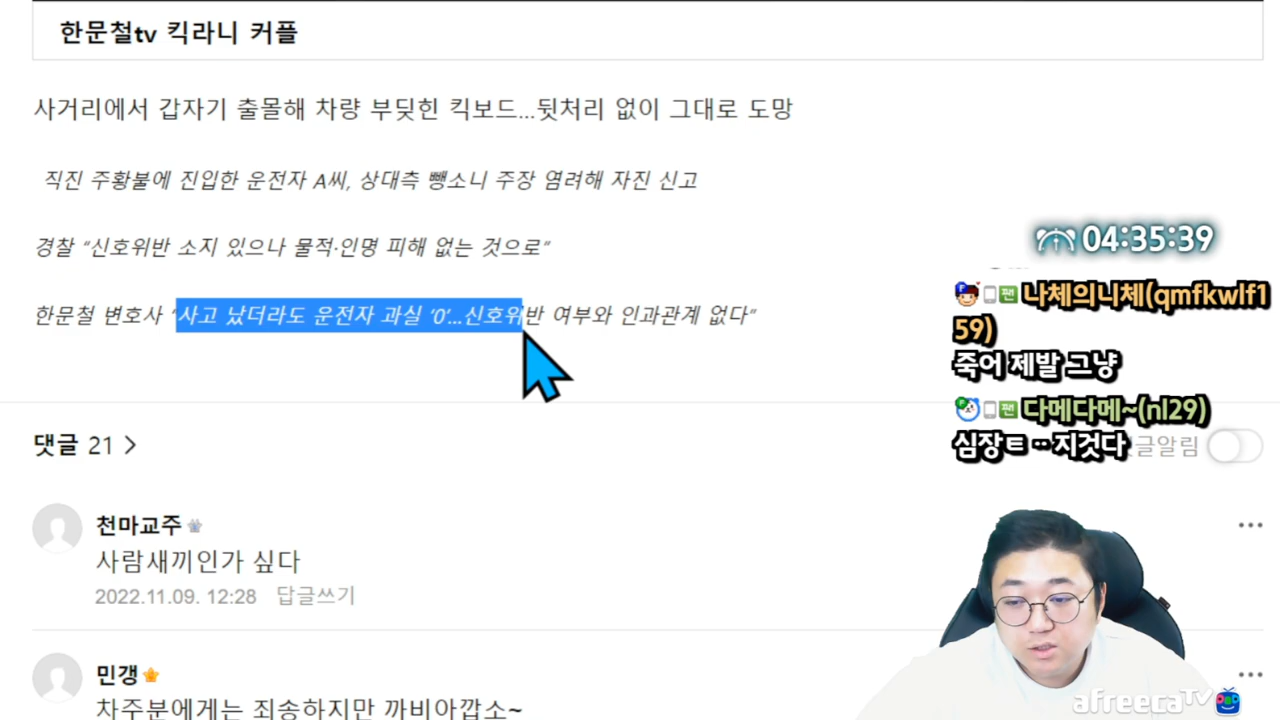 한문철tv 킥라니 커플
사거리에서 갑자기 출몰해 차량 부딪힌 킥보드...뒷처리 없이 그대로 도망
직진 주황불에 진입한 운전자 A씨, 상대측 뺑소니 주장 염려해 자진 신고
경찰 “신호위반 소지 있으나 물적·인명 피해 없는 것으로”
한문철 변호사 “사고 났더라도 운전자 과실 ‘0’...신호위반 여부와 인과관계 없다”
04:35:39
나체의니체(qmfkwlf1
59)
죽어 제발 그냥
다메다메~(nl29)
심장ㅌㅓ지것다
글알림
댓글 21 >
천마교주
사람새끼인가 싶다
2022.11.09. 12:28 답글쓰기
민갱
차주분에게는 죄송하지만 까비아깝소~
afreecaTV